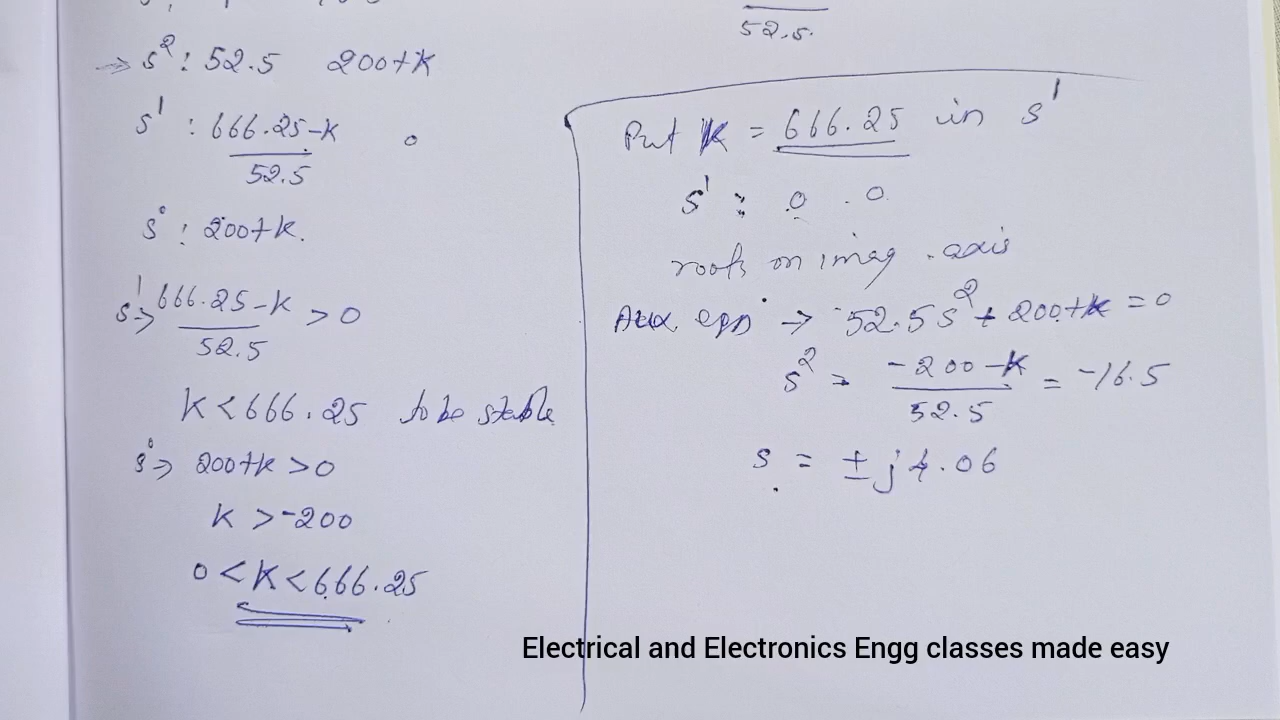 s² : 52.5 200+K
s¹ : 666.25-K 0
52.5
s⁰ : 200+K.
s¹⇒ 666.25-K > 0
52.5
K < 666.25 to be stable
s⁰⇒ 200+K > 0
K > -200
0 < K < 666.25
52.5
Put K = 666.25 in s¹
s¹ : 0 0
roots on imag. axis
Aux eqn → 52.5s² + 200+K = 0
s² = -200-K = -16.5
52.5
s = ± j4.06
Electrical and Electronics Engg classes made easy